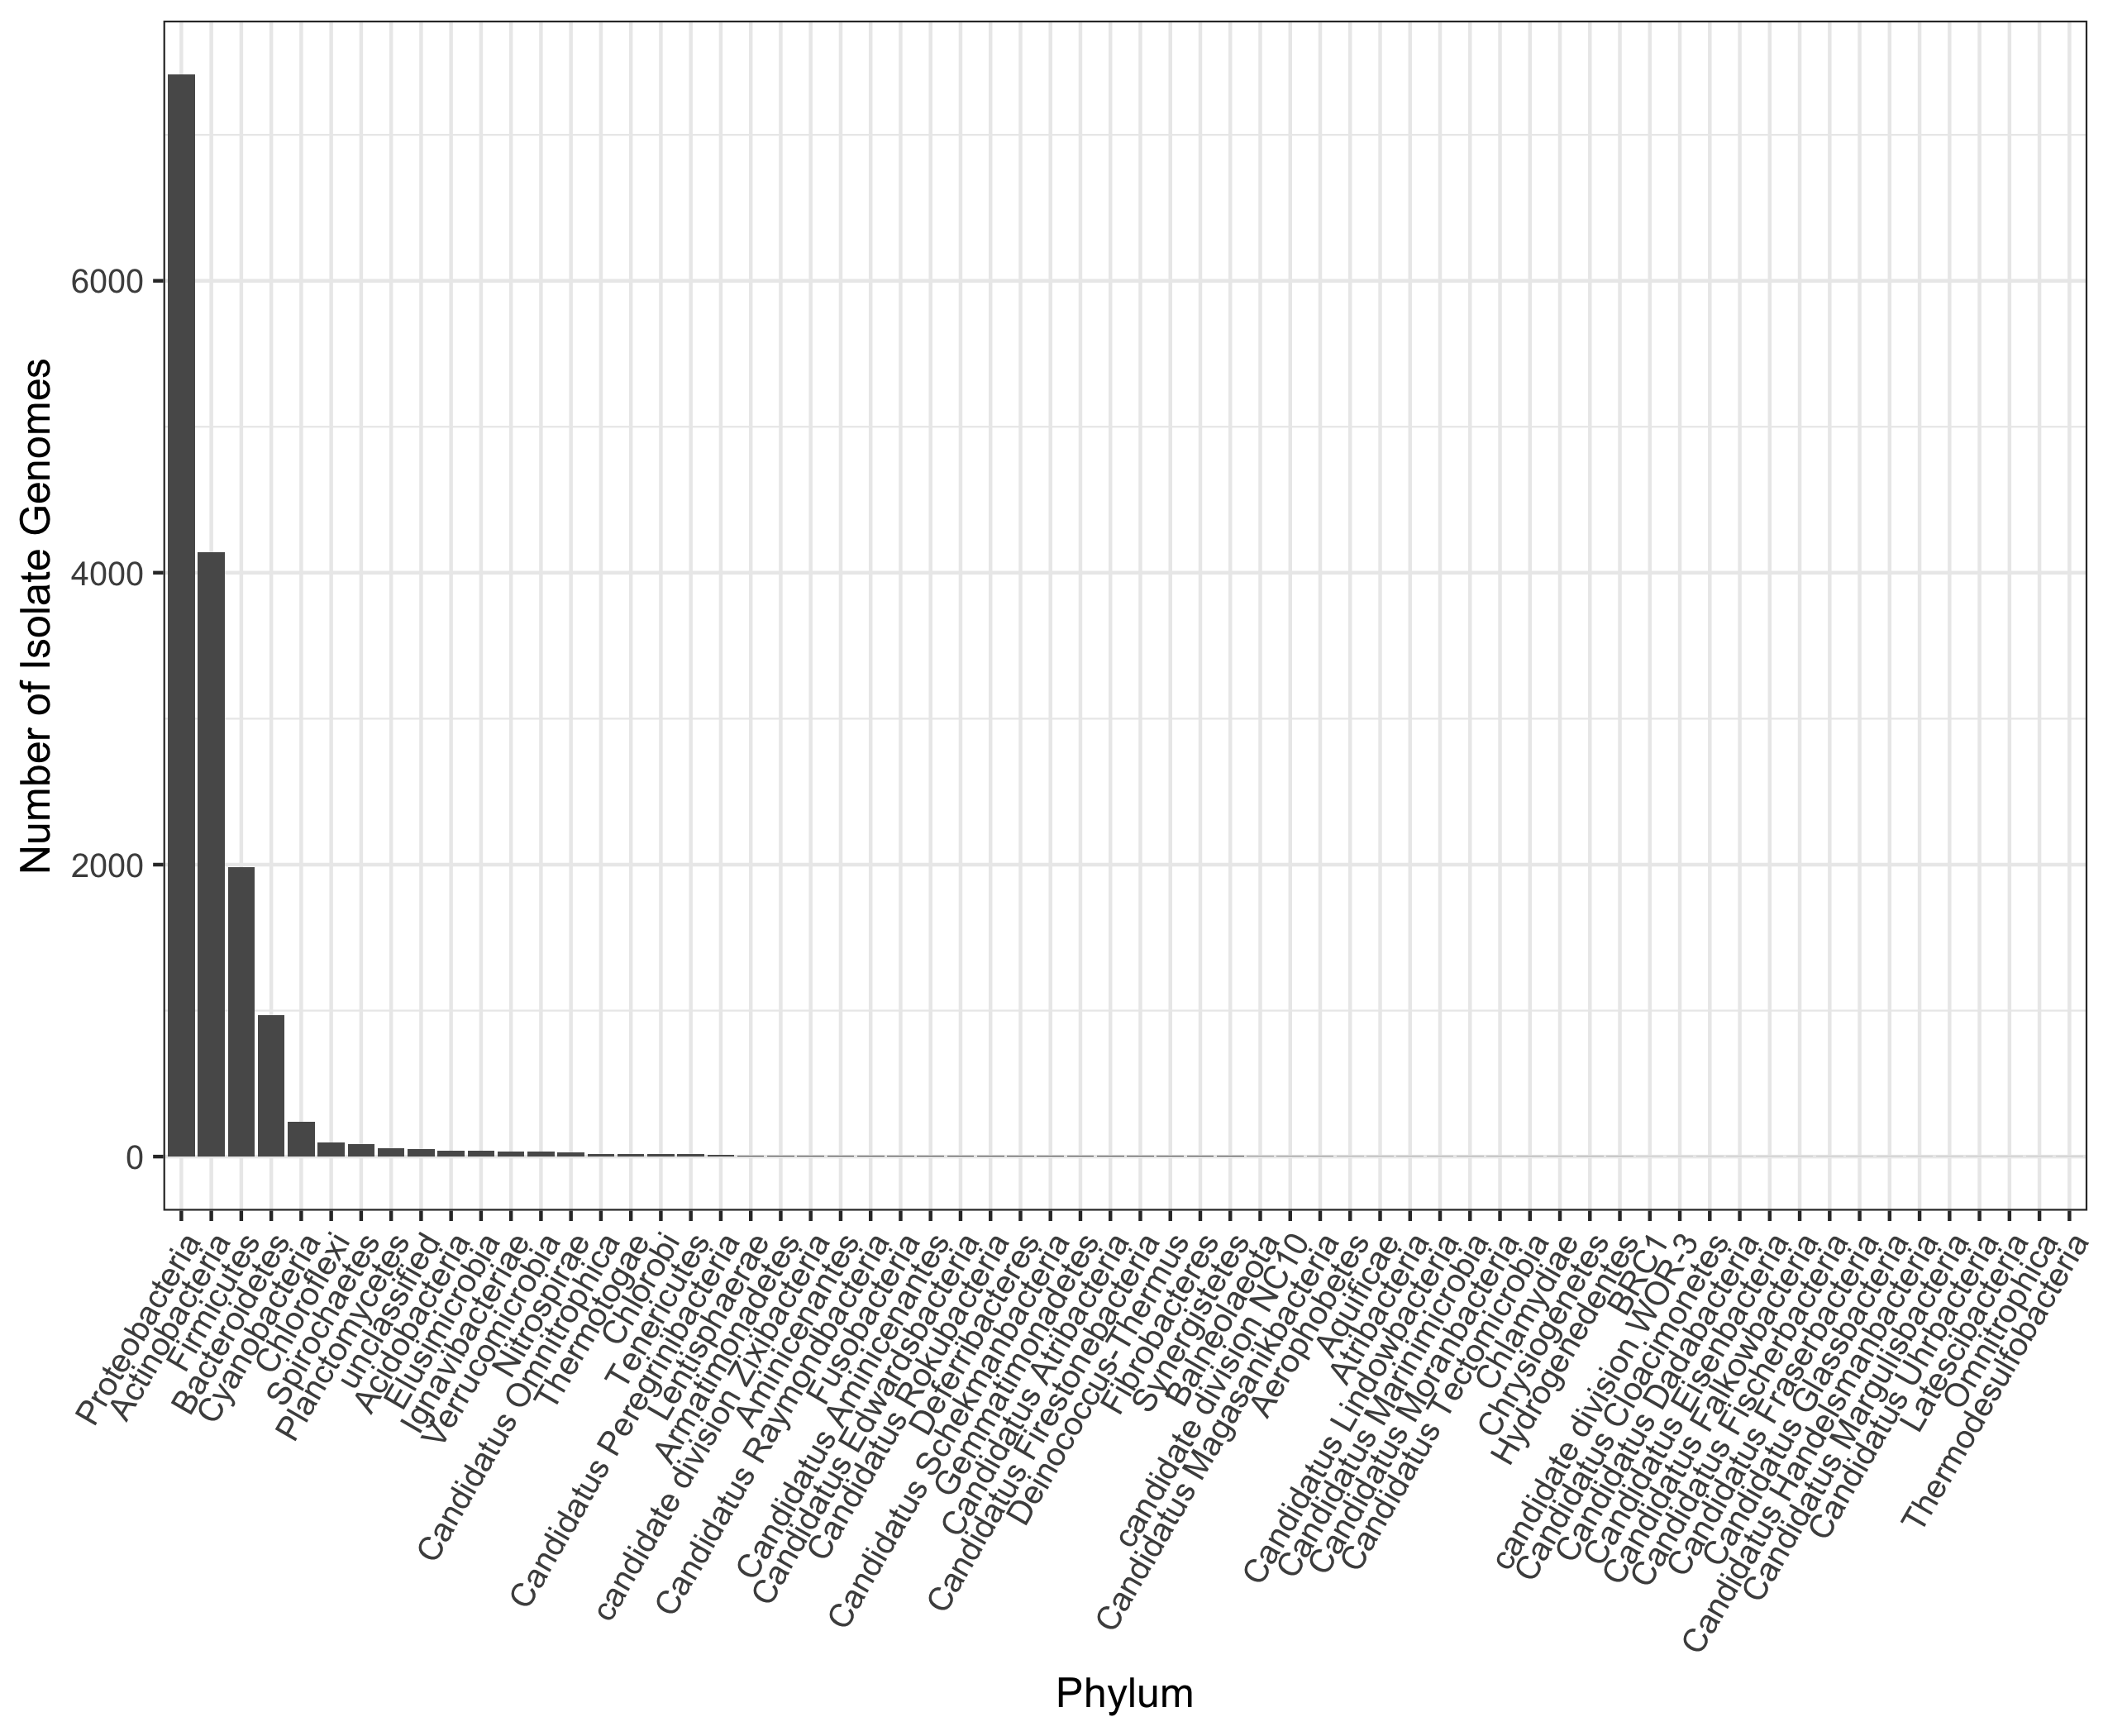 Number of Isolate Genomes
6000
4000
2000
0
Proteobacteria
Actinobacteria
Firmicutes
Bacteroidetes
Cyanobacteria
Chloroflexi
Spirochaetes
Planctomycetes
unclassified
Acidobacteria
Elusimicrobia
Ignavibacteriae
Verrucomicrobia
Nitrospirae
Candidatus Omnitrophica
Thermotogae
Chlorobi
Tenericutes
Candidatus Peregrinibacteria
Lentisphaerae
Armatimonadetes
candidate division Zixibacteria
Aminicenantes
Candidatus Raymondbacteria
Fusobacteria
Candidatus Aminicenantes
Candidatus Edwardsbacteria
Candidatus Rokubacteria
Deferribacteres
Candidatus Schekmanbacteria
Gemmatimonadetes
Candidatus Atribacteria
Candidatus Firestonebacteria
Deinococcus-Thermus
Fibrobacteres
Synergistetes
Balneolaeota
candidate division NC10
Candidatus Magasanikbacteria
Aerophobetes
Aquificae
Atribacteria
Candidatus Lindowbacteria
Candidatus Marinimicrobia
Candidatus Moranbacteria
Candidatus Tectomicrobia
Chlamydiae
Chrysiogenetes
Hydrogenedentes
BRC1
candidate division WOR-3
Candidatus Cloacimonetes
Candidatus Dadabacteria
Candidatus Eisenbacteria
Candidatus Falkowbacteria
Candidatus Fischerbacteria
Candidatus Fraserbacteria
Candidatus Glassbacteria
Candidatus Handelsmanbacteria
Candidatus Margulisbacteria
Candidatus Uhrbacteria
Latescibacteria
Omnitrophica
Thermodesulfobacteria
Phylum